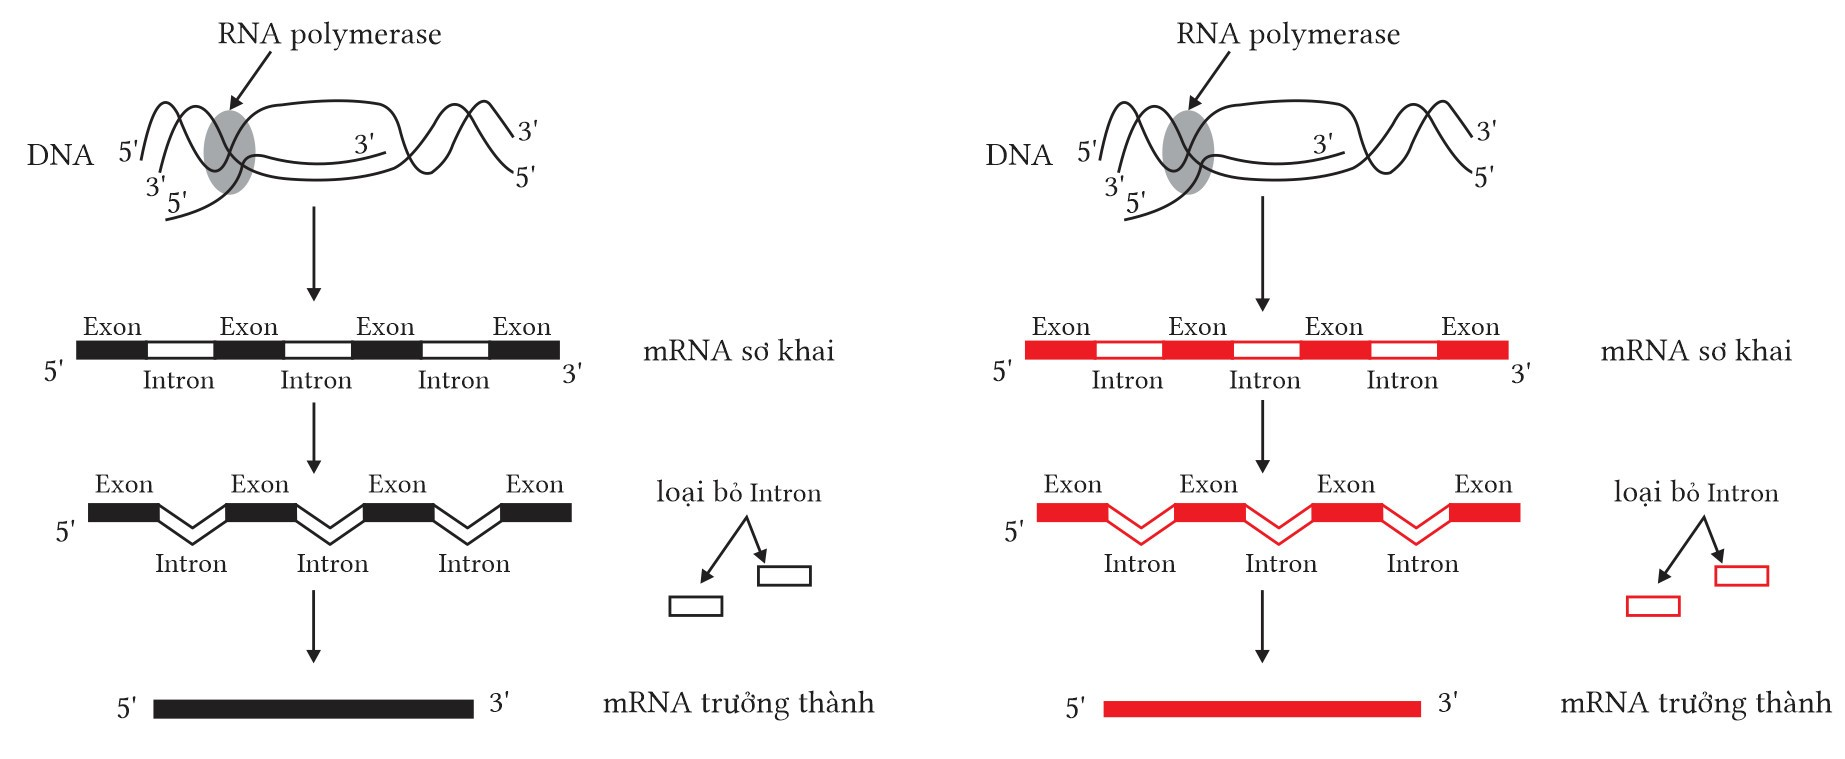 RNA polymerase
DNA 5' 3' 5' 3' 3' 5'
Exon Exon Exon Exon
5' 3' mRNA sơ khai
Intron Intron Intron
Exon Exon Exon Exon
5' loại bỏ Intron
Intron Intron Intron
5' 3' mRNA trưởng thành
RNA polymerase
DNA 5' 3' 5' 3' 3' 5'
Exon Exon Exon Exon
5' 3' mRNA sơ khai
Intron Intron Intron
Exon Exon Exon Exon
5' loại bỏ Intron
Intron Intron Intron
5' 3' mRNA trưởng thành